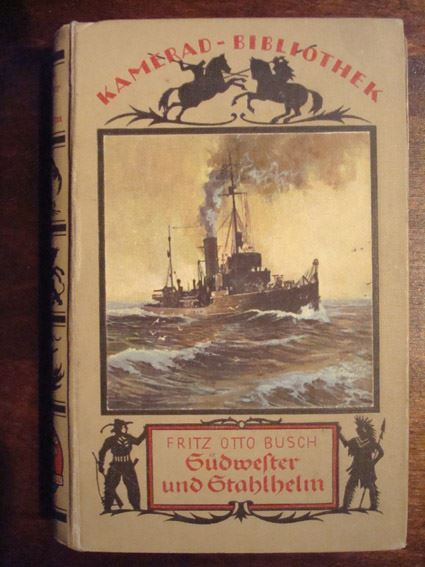 KAMERAD-BIBLIOTHEK
FRITZ OTTO BUSCH
Südwester
und Stahlhelm